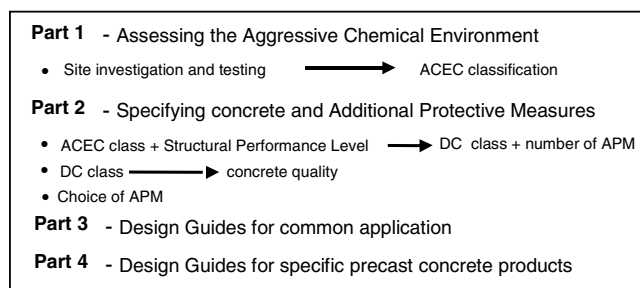 Part 1 - Assessing the Aggressive Chemical Environment
• Site investigation and testing → ACEC classification
Part 2 - Specifying concrete and Additional Protective Measures
• ACEC class + Structural Performance Level → DC class + number of APM
• DC class → concrete quality
• Choice of APM
Part 3 - Design Guides for common application
Part 4 - Design Guides for specific precast concrete products